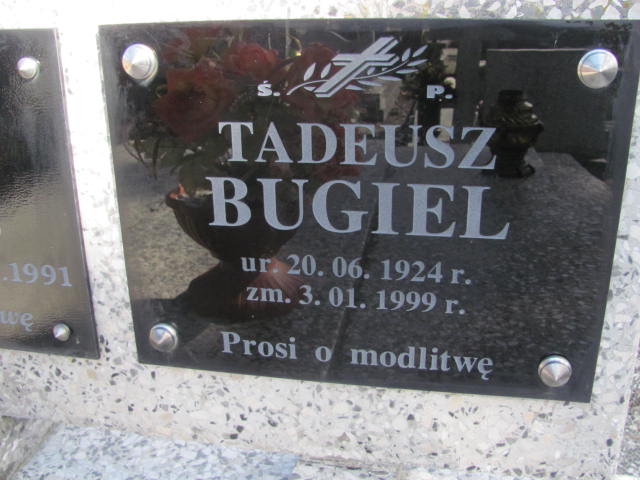 Ś. P.
TADEUSZ
BUGIEL
ur. 20. 06. 1924 r.
zm. 3. 01. 1999 r.
Prosi o modlitwę
.1991
wę